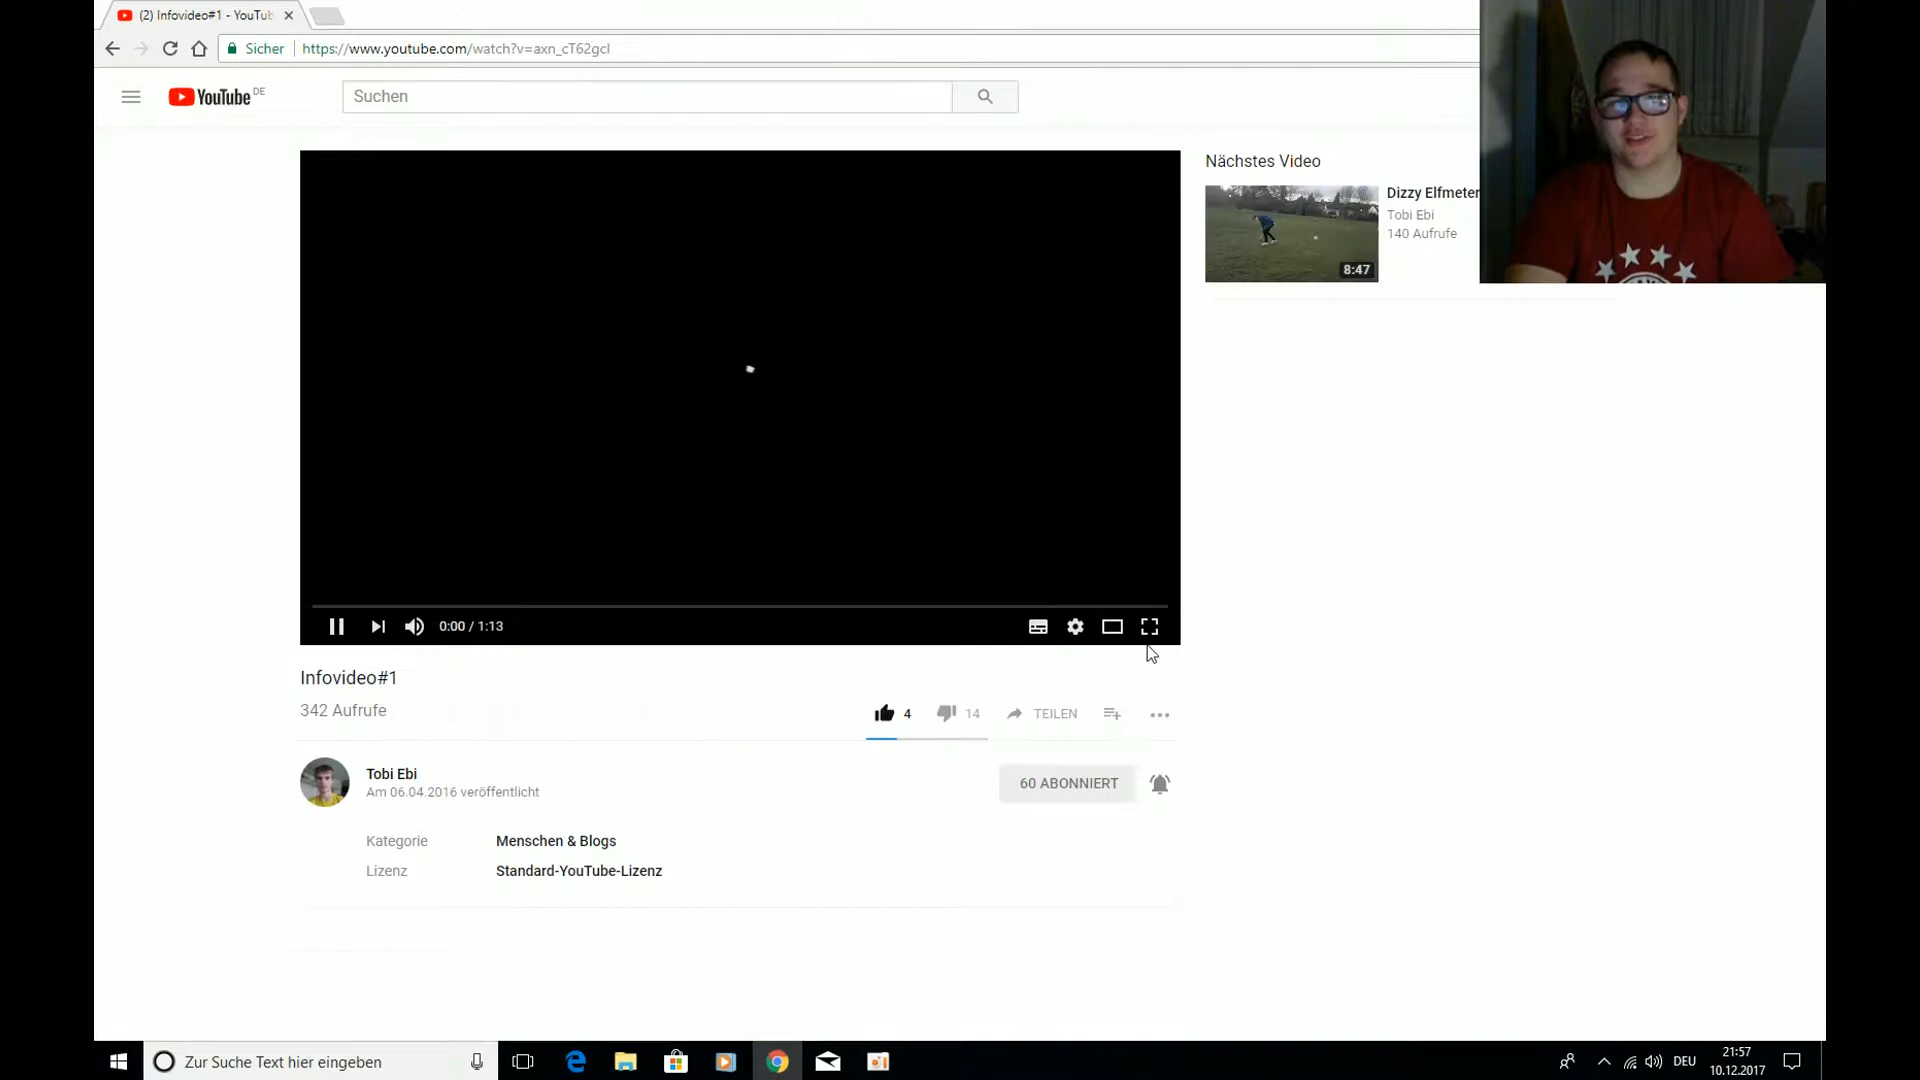 (2) Infovideo#1 - YouTub
Sicher
https://www.youtube.com/watch?v=axn_cT62gcI
YouTube DE
Suchen
Nächstes Video
Dizzy Elfmeter
Tobi Ebi
140 Aufrufe
8:47
0:00 / 1:13
Infovideo#1
342 Aufrufe
4
14
TEILEN
Tobi Ebi
Am 06.04.2016 veröffentlicht
60 ABONNIERT
Kategorie
Menschen & Blogs
Lizenz
Standard-YouTube-Lizenz
Zur Suche Text hier eingeben
DEU
21:57
10.12.2017